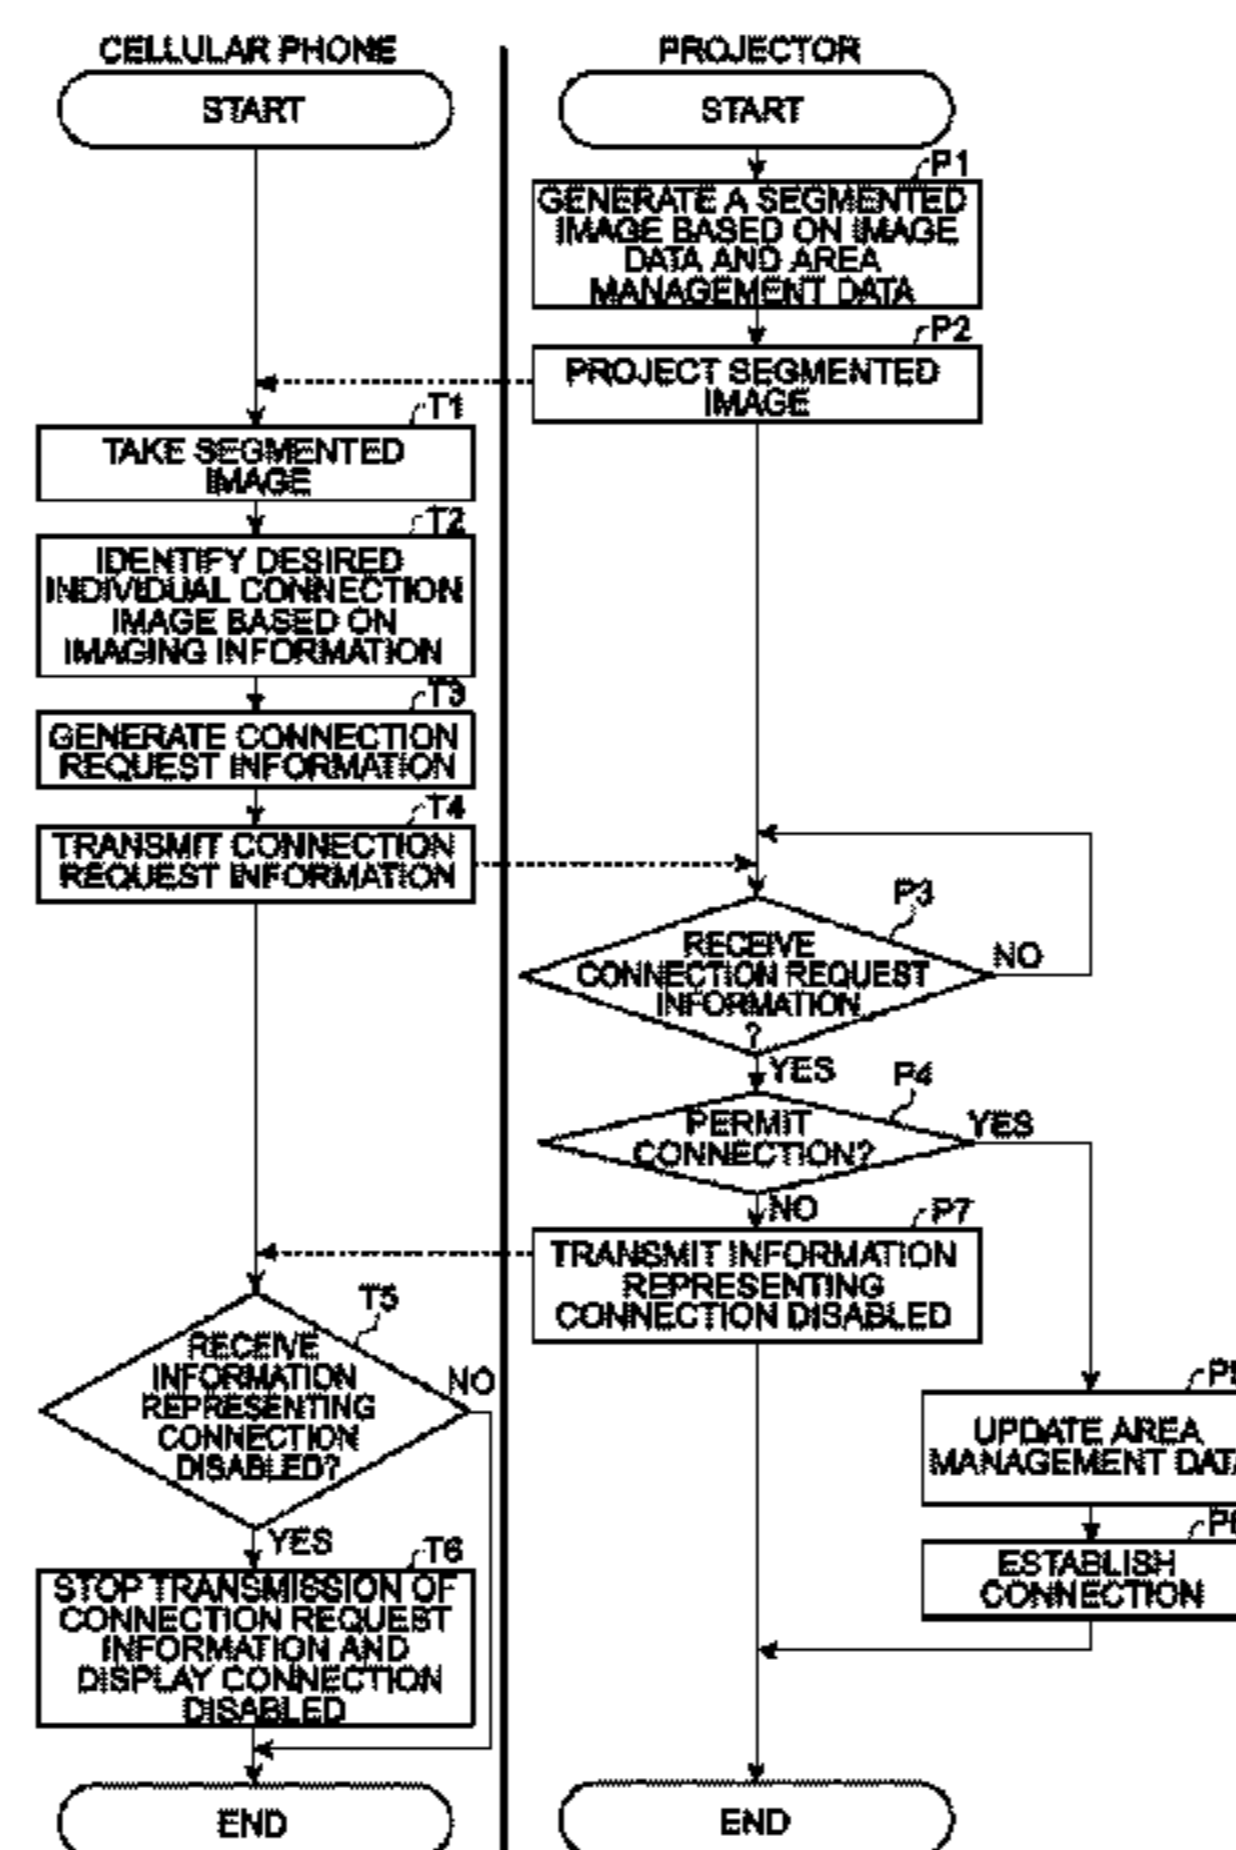 CELLULAR PHONE
START
T1
TAKE SEGMENTED
IMAGE
T2
IDENTIFY DESIRED
INDIVIDUAL CONNECTION
IMAGE BASED ON
IMAGING INFORMATION
T3
GENERATE CONNECTION
REQUEST INFORMATION
T4
TRANSMIT CONNECTION
REQUEST INFORMATION
T5
RECEIVE
INFORMATION
REPRESENTING
CONNECTION
DISABLED?
NO
YES
T6
STOP TRANSMISSION OF
CONNECTION REQUEST
INFORMATION AND
DISPLAY CONNECTION
DISABLED
END
PROJECTOR
START
P1
GENERATE A SEGMENTED
IMAGE BASED ON IMAGE
DATA AND AREA
MANAGEMENT DATA
P2
PROJECT SEGMENTED
IMAGE
P3
RECEIVE
CONNECTION REQUEST
INFORMATION
?
NO
YES
P4
PERMIT
CONNECTION?
YES
NO
P7
TRANSMIT INFORMATION
REPRESENTING
CONNECTION DISABLED
UPDATE AREA
MANAGEMENT
ESTABLISH
CONNECTION
END